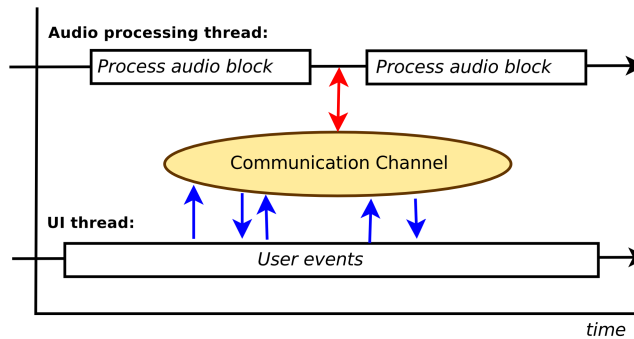 Audio processing thread:
Process audio block
Process audio block
Communication Channel
UI thread:
User events
time